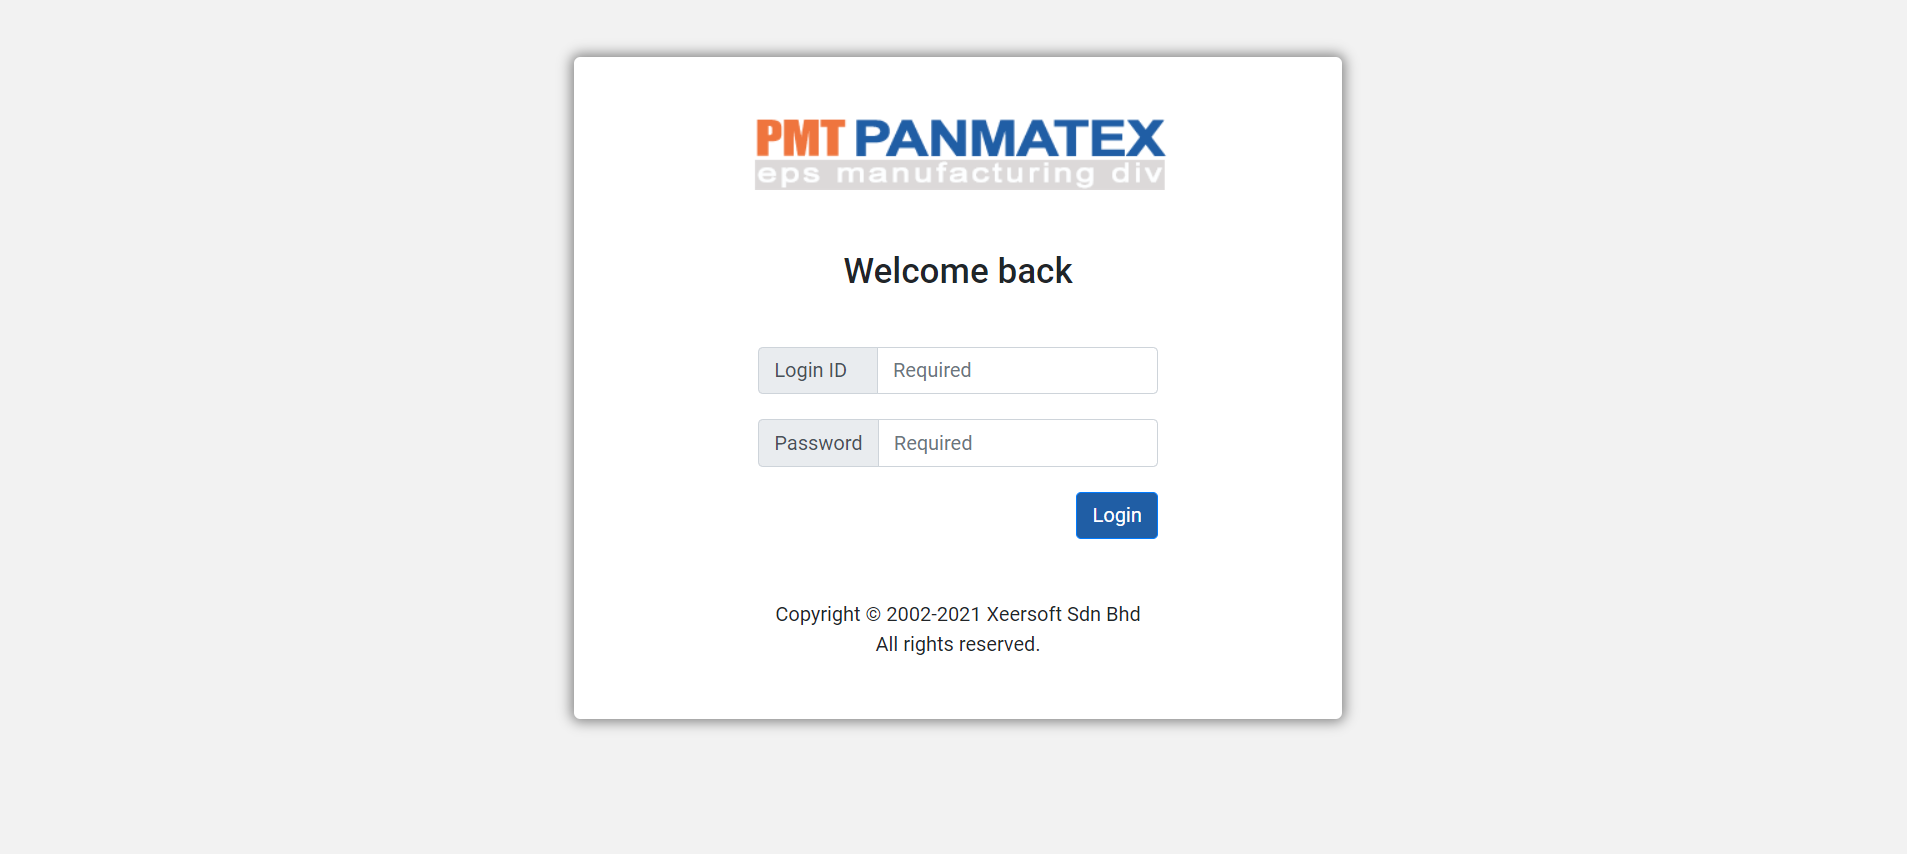 PMT PANMATEX
eps manufacturing div
Welcome back
Login ID Required
Password Required
Login
Copyright © 2002-2021 Xeersoft Sdn Bhd
All rights reserved.